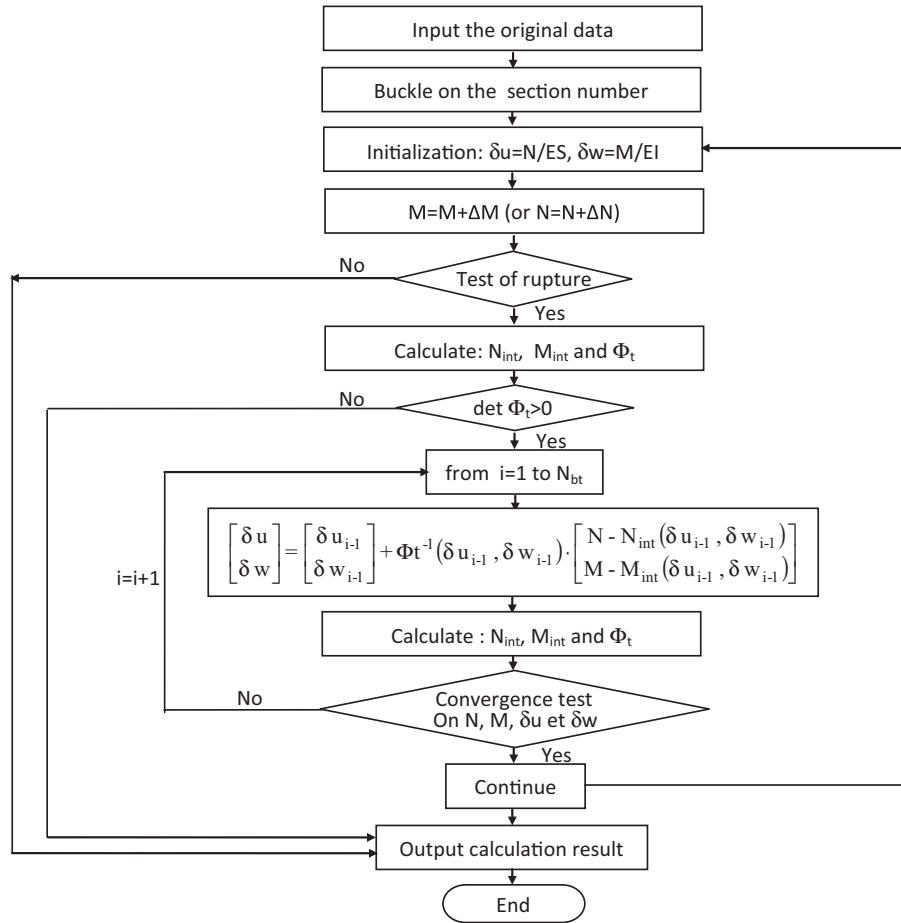 Input the original data
Buckle on the section number
Initialization: δu=N/ES, δw=M/EI
M=M+ΔM (or N=N+ΔN)
No
Test of rupture
Yes
Calculate: N_int, M_int and Φ_t
No
det Φ_t>0
Yes
from i=1 to N_bt
[δu δw] = [δu_i-1 δw_i-1] + Φt^-1(δu_i-1, δw_i-1)·[N - N_int(δu_i-1, δw_i-1) M - M_int(δu_i-1, δw_i-1)]
i=i+1
Calculate : N_int, M_int and Φ_t
No
Convergence test
On N, M, δu et δw
Yes
Continue
Output calculation result
End